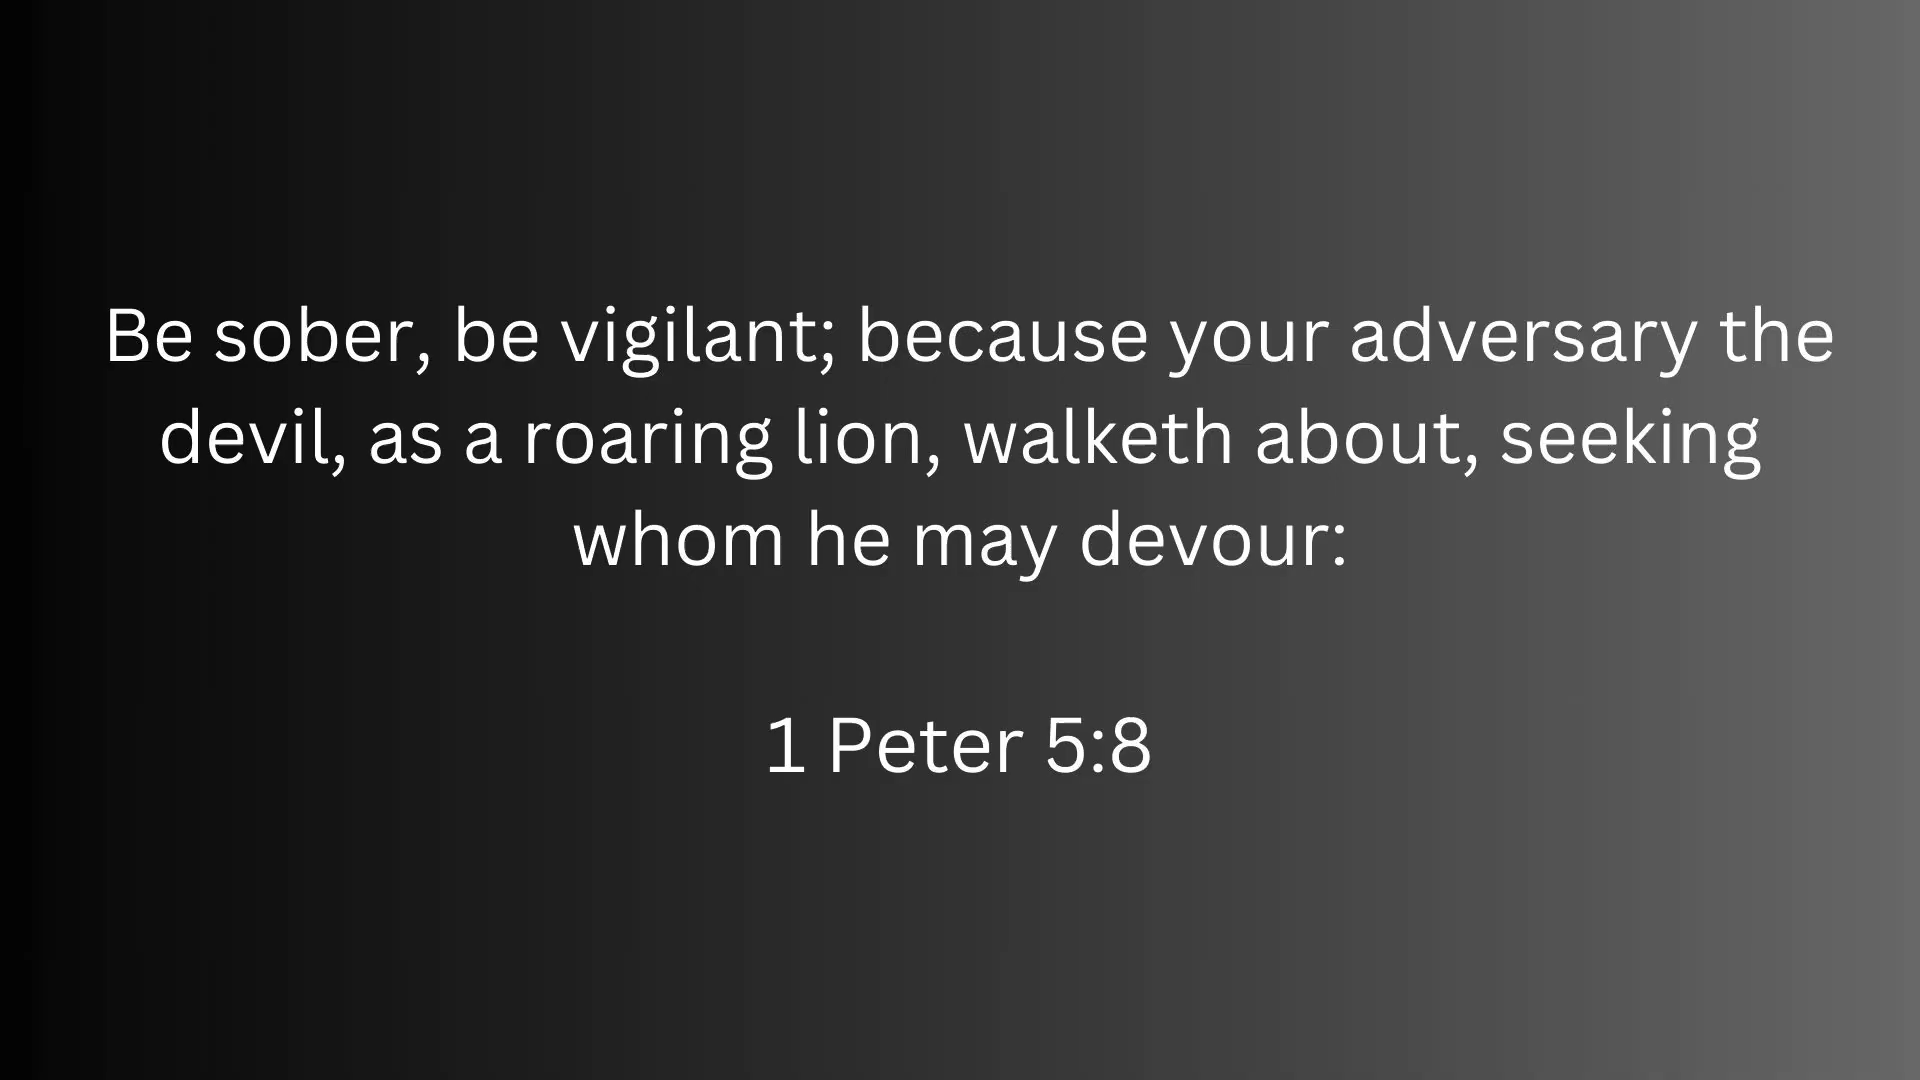 Be sober, be vigilant; because your adversary the
devil, as a roaring lion, walketh about, seeking
whom he may devour:
1 Peter 5:8